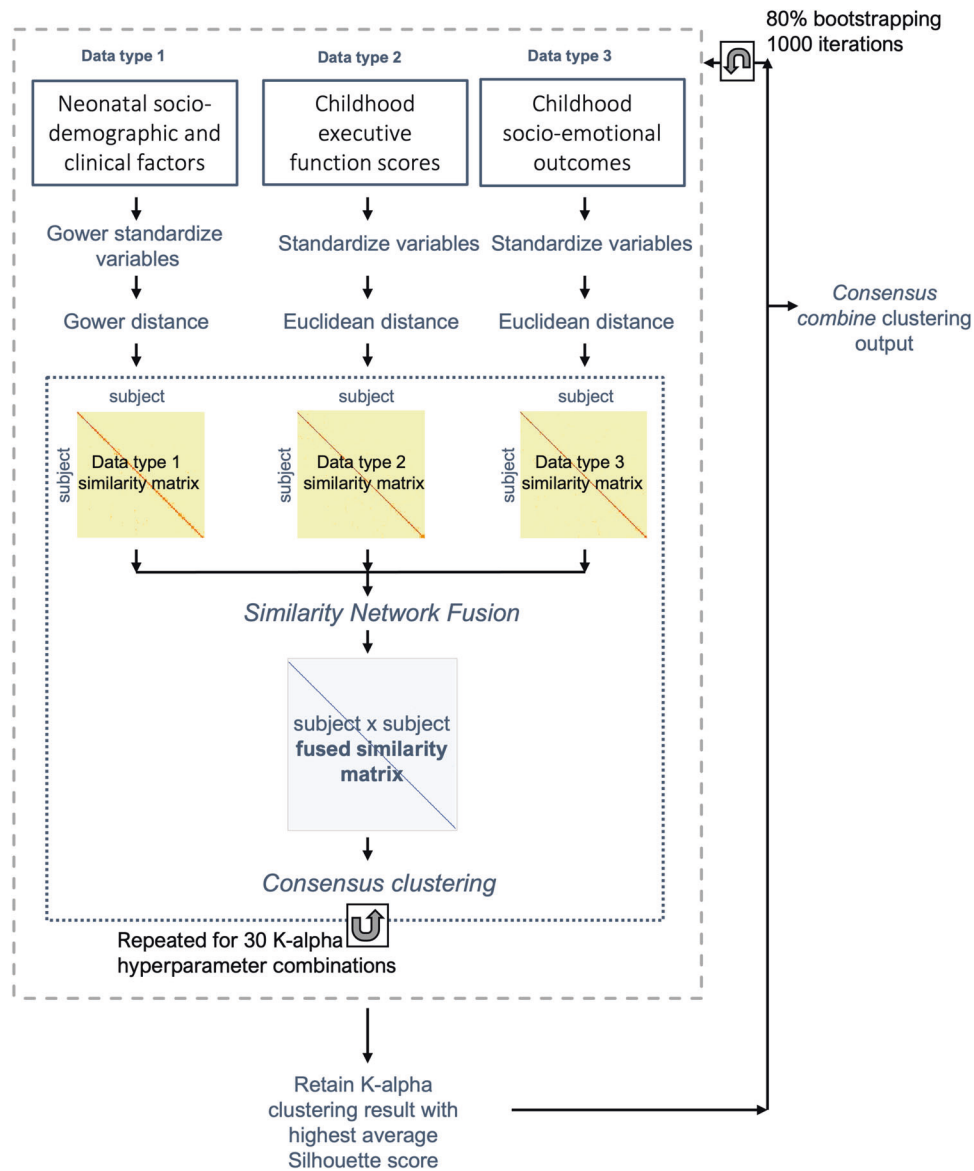 80% bootstrapping
1000 iterations
Data type 1
Data type 2
Data type 3
Neonatal socio-
demographic and
clinical factors
Childhood
executive
function scores
Childhood
socio-emotional
outcomes
Gower standardize
variables
Standardize variables
Standardize variables
Gower distance
Euclidean distance
Euclidean distance
Consensus
combine clustering
output
subject
subject
subject
subject
Data type 1
similarity matrix
subject
Data type 2
similarity matrix
subject
Data type 3
similarity matrix
Similarity Network Fusion
subject x subject
fused similarity
matrix
Consensus clustering
Repeated for 30 K-alpha
hyperparameter combinations
Retain K-alpha
clustering result with
highest average
Silhouette score